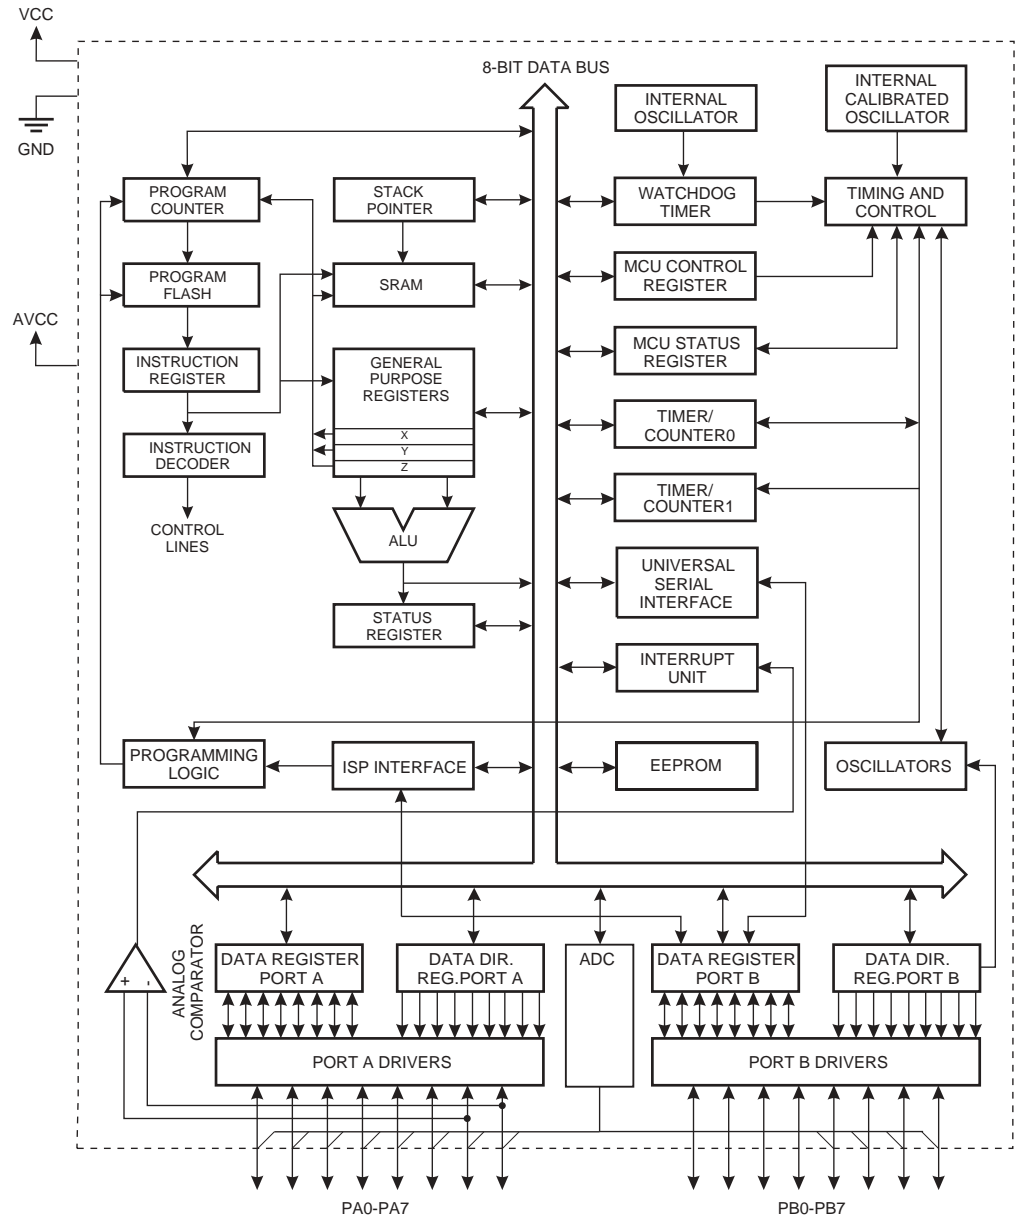 VCC
8-BIT DATA BUS
GND
INTERNAL
OSCILLATOR
INTERNAL
CALIBRATED
OSCILLATOR
PROGRAM
COUNTER
STACK
POINTER
WATCHDOG
TIMER
TIMING AND
CONTROL
PROGRAM
FLASH
SRAM
MCU CONTROL
REGISTER
AVCC
INSTRUCTION
REGISTER
GENERAL
PURPOSE
REGISTERS
MCU STATUS
REGISTER
X
Y
Z
INSTRUCTION
DECODER
TIMER/
COUNTER0
TIMER/
COUNTER1
CONTROL
LINES
ALU
UNIVERSAL
SERIAL
INTERFACE
STATUS
REGISTER
INTERRUPT
UNIT
PROGRAMMING
LOGIC
ISP INTERFACE
EEPROM
OSCILLATORS
ANALOG
COMPARATOR
+
-
DATA REGISTER
PORT A
DATA DIR.
REG.PORT A
ADC
DATA REGISTER
PORT B
DATA DIR.
REG.PORT B
PORT A DRIVERS
PORT B DRIVERS
PA0-PA7
PB0-PB7